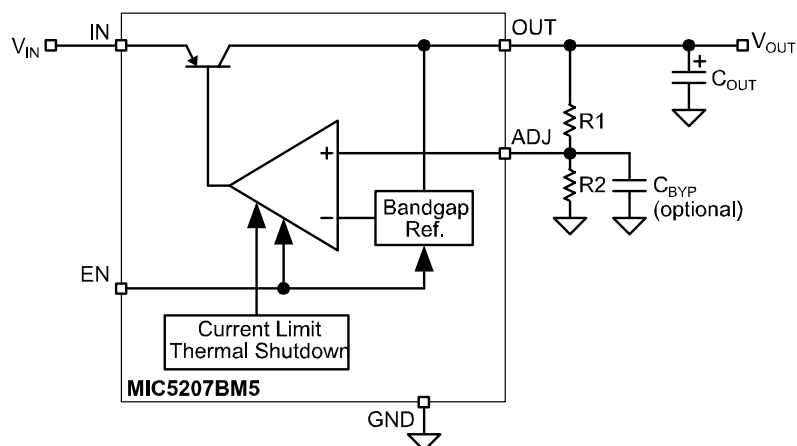 IN
OUT
VIN
VOUT
+
COUT
R1
ADJ
+
R2
CBYP
(optional)
−
Bandgap
Ref.
EN
Current Limit
Thermal Shutdown
MIC5207BM5
GND